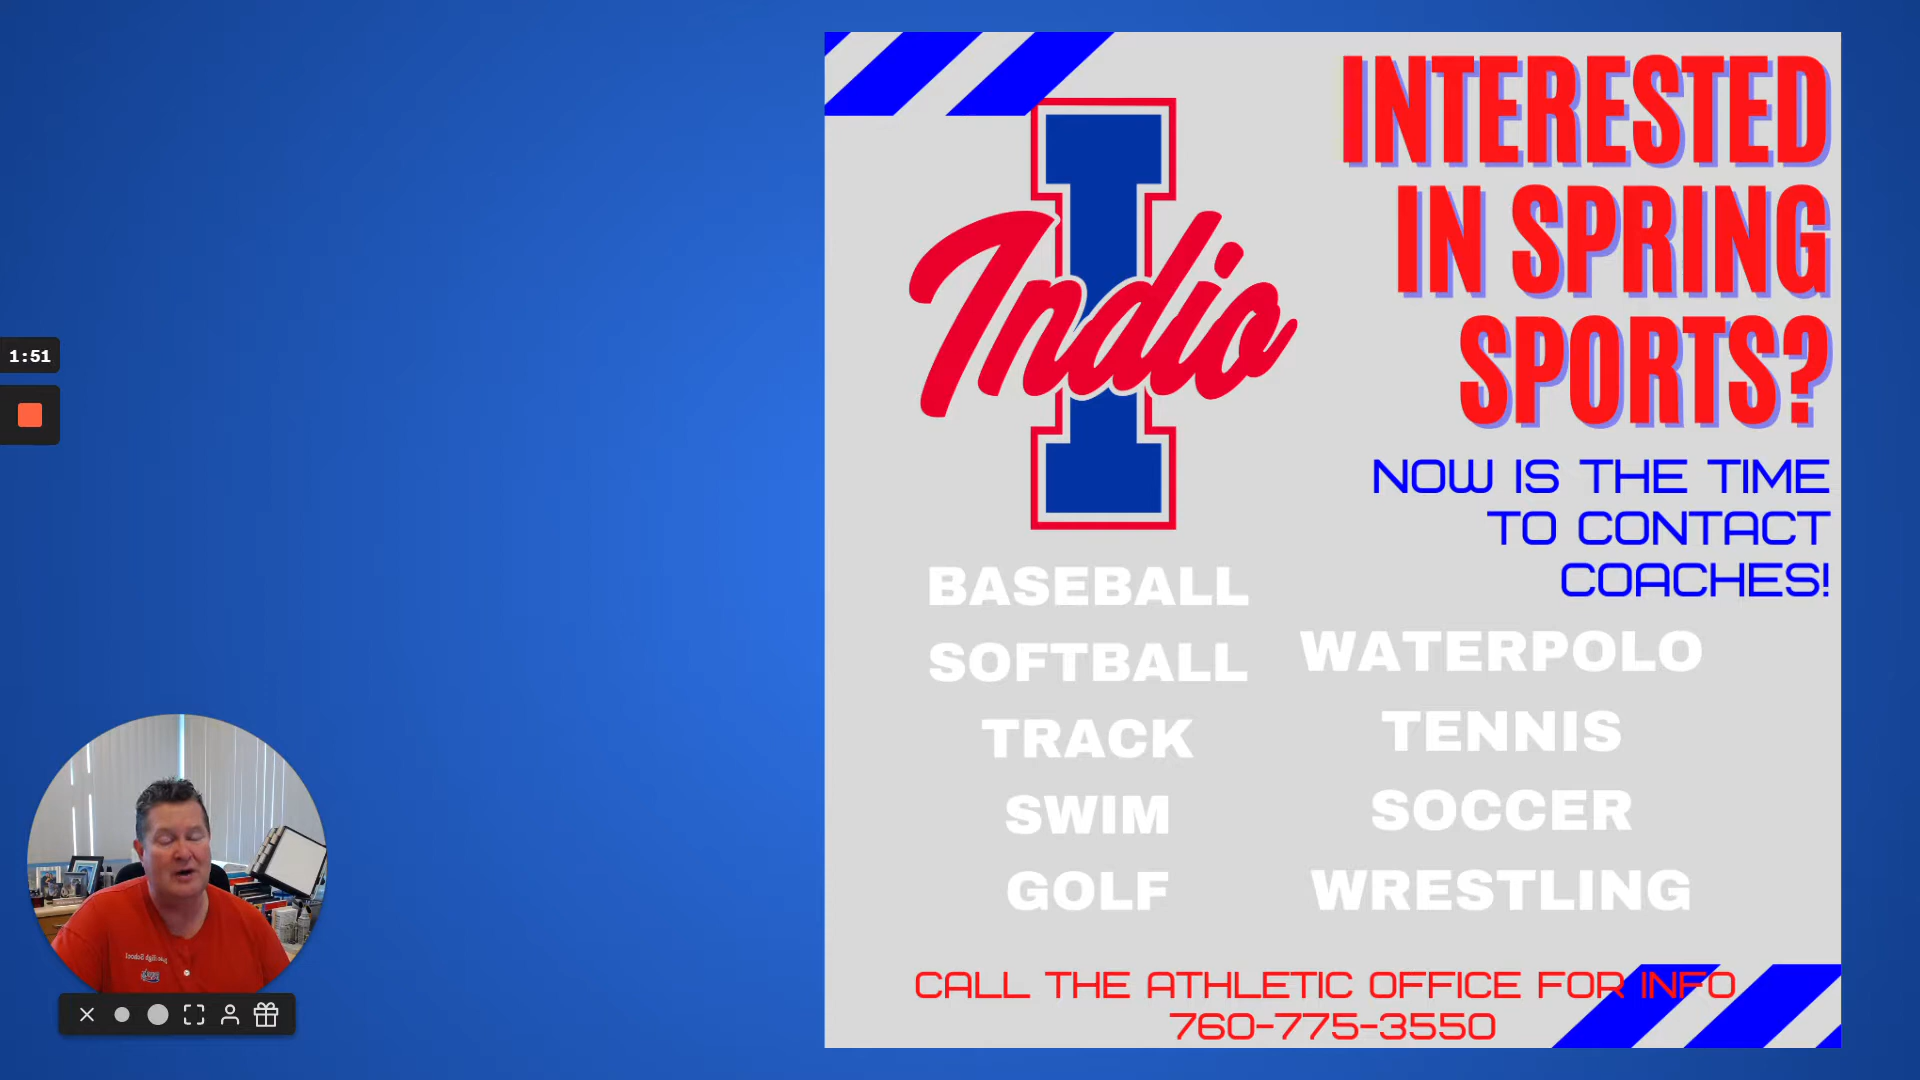 INTERESTED
IN SPRING
SPORTS?
Indio
NOW IS THE TIME
TO CONTACT
COACHES!
BASEBALL
SOFTBALL
TRACK
SWIM
GOLF
WATERPOLO
TENNIS
SOCCER
WRESTLING
CALL THE ATHLETIC OFFICE FOR INFO
760-775-3550
1:51